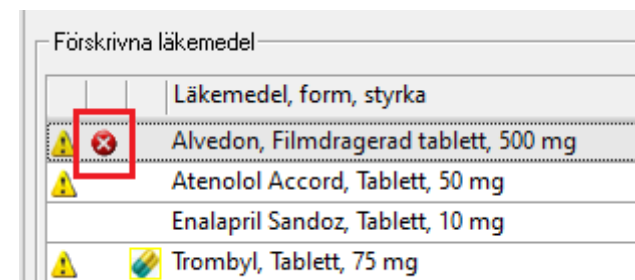 Förskrivna läkemedel
Läkemedel, form, styrka
Alvedon, Filmdragerad tablett, 500 mg
Atenolol Accord, Tablett, 50 mg
Enalapril Sandoz, Tablett, 10 mg
Trombyl, Tablett, 75 mg